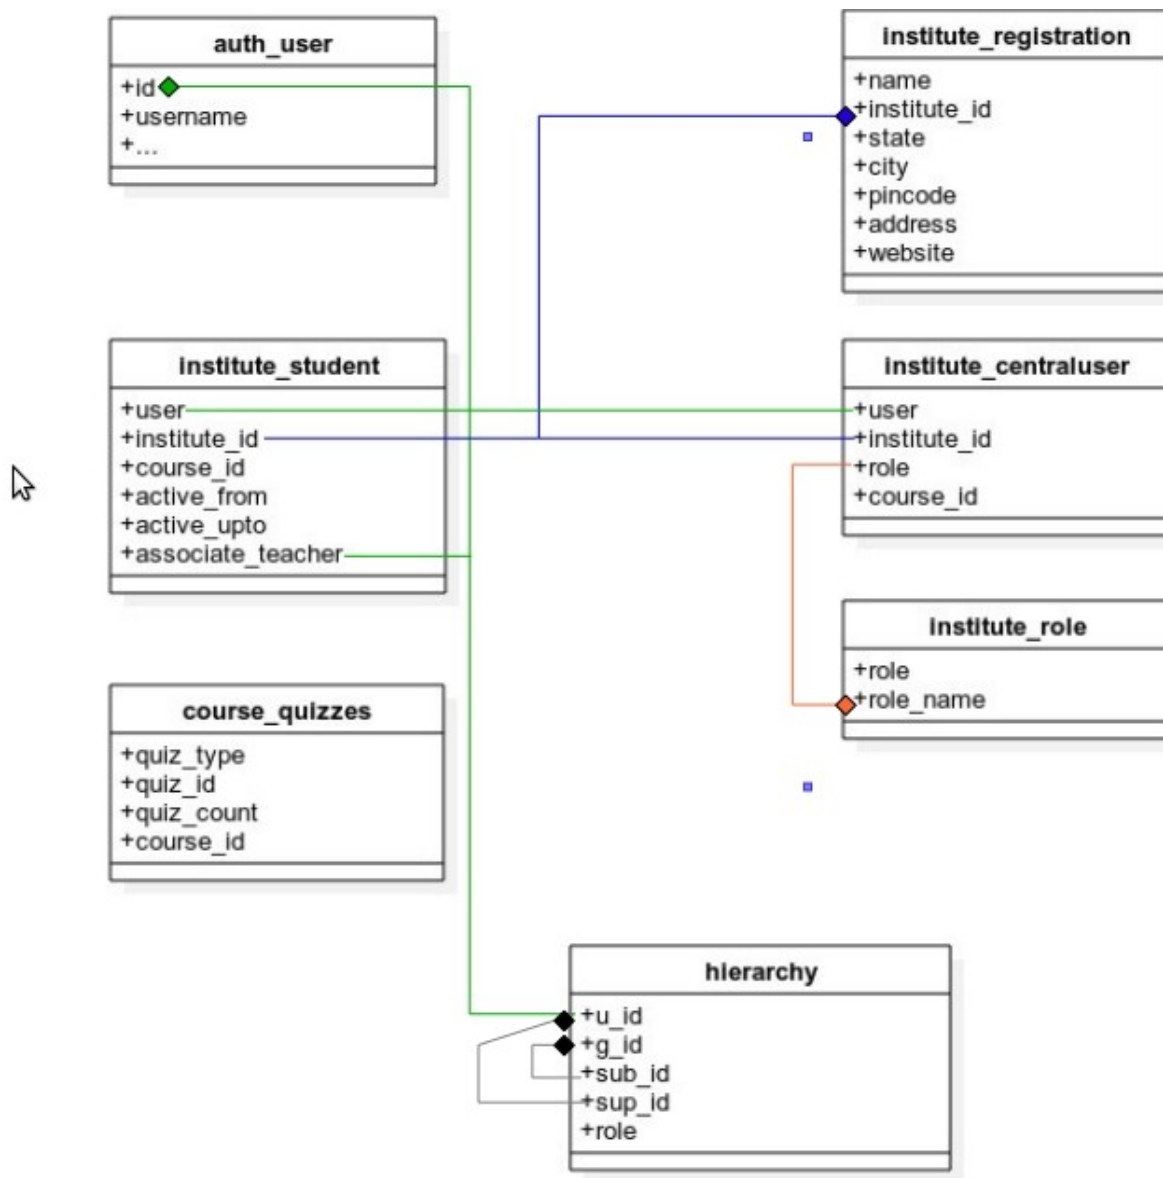 auth_user
+id
+username
+...
institute_registration
+name
+institute_id
+state
+city
+pincode
+address
+website
institute_student
+user
+institute_id
+course_id
+active_from
+active_upto
+associate_teacher
institute_centraluser
+user
+institute_id
+role
+course_id
institute_role
+role
+role_name
course_quizzes
+quiz_type
+quiz_id
+quiz_count
+course_id
hierarchy
+u_id
+g_id
+sub_id
+sup_id
+role